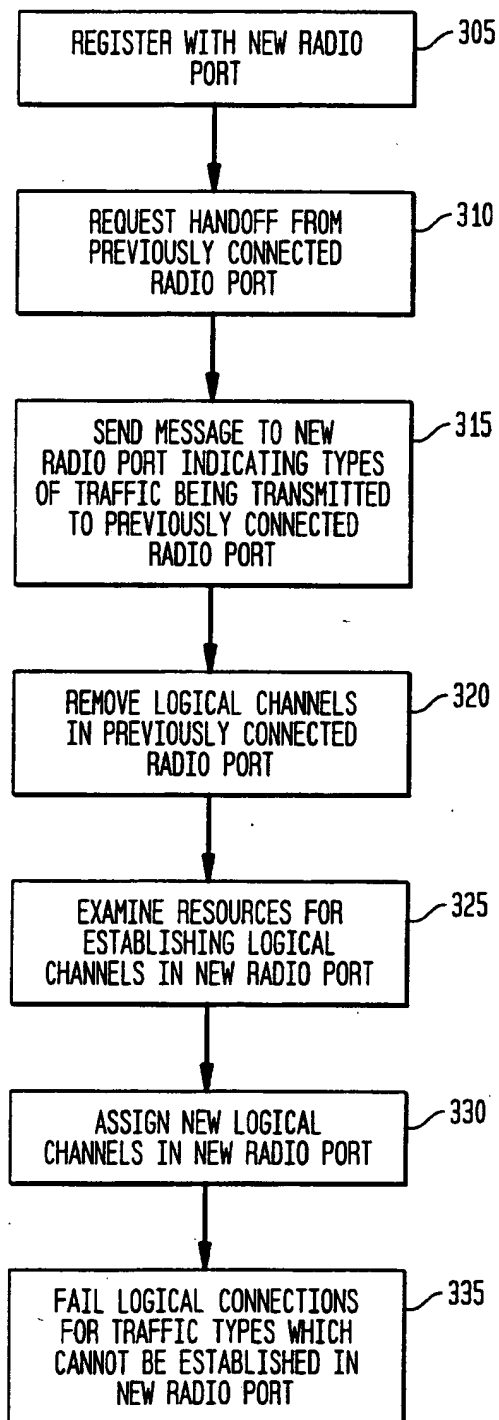 REGISTER WITH NEW RADIO
PORT
305
REQUEST HANDOFF FROM
PREVIOUSLY CONNECTED
RADIO PORT
310
SEND MESSAGE TO NEW
RADIO PORT INDICATING TYPES
OF TRAFFIC BEING TRANSMITTED
TO PREVIOUSLY CONNECTED
RADIO PORT
315
REMOVE LOGICAL CHANNELS
IN PREVIOUSLY CONNECTED
RADIO PORT
320
EXAMINE RESOURCES FOR
ESTABLISHING LOGICAL
CHANNELS IN NEW RADIO PORT
325
ASSIGN NEW LOGICAL
CHANNELS IN NEW RADIO PORT
330
FAIL LOGICAL CONNECTIONS
FOR TRAFFIC TYPES WHICH
CANNOT BE ESTABLISHED IN
NEW RADIO PORT
335